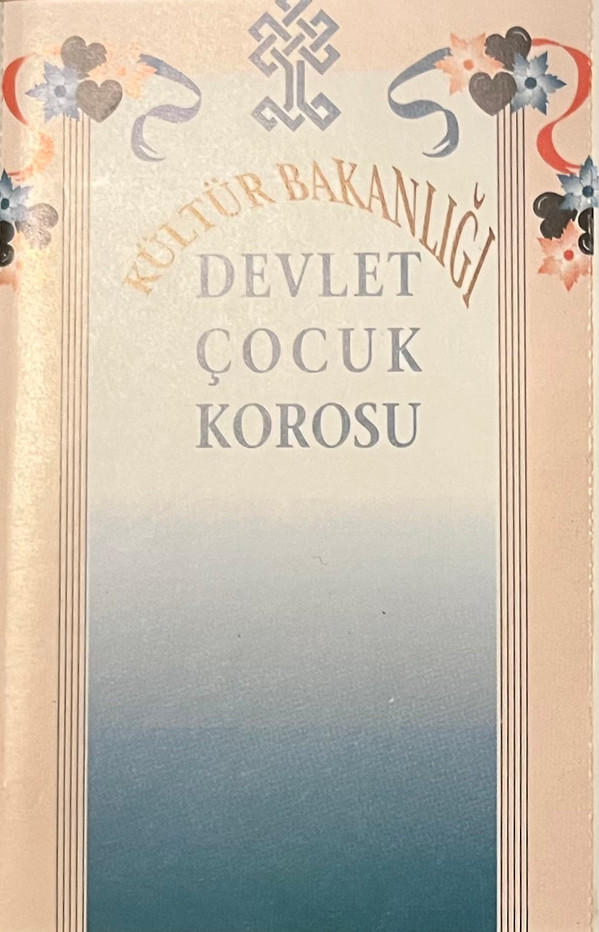 KÜLTÜR BAKANLIĞI
DEVLET
ÇOCUK
KOROSU